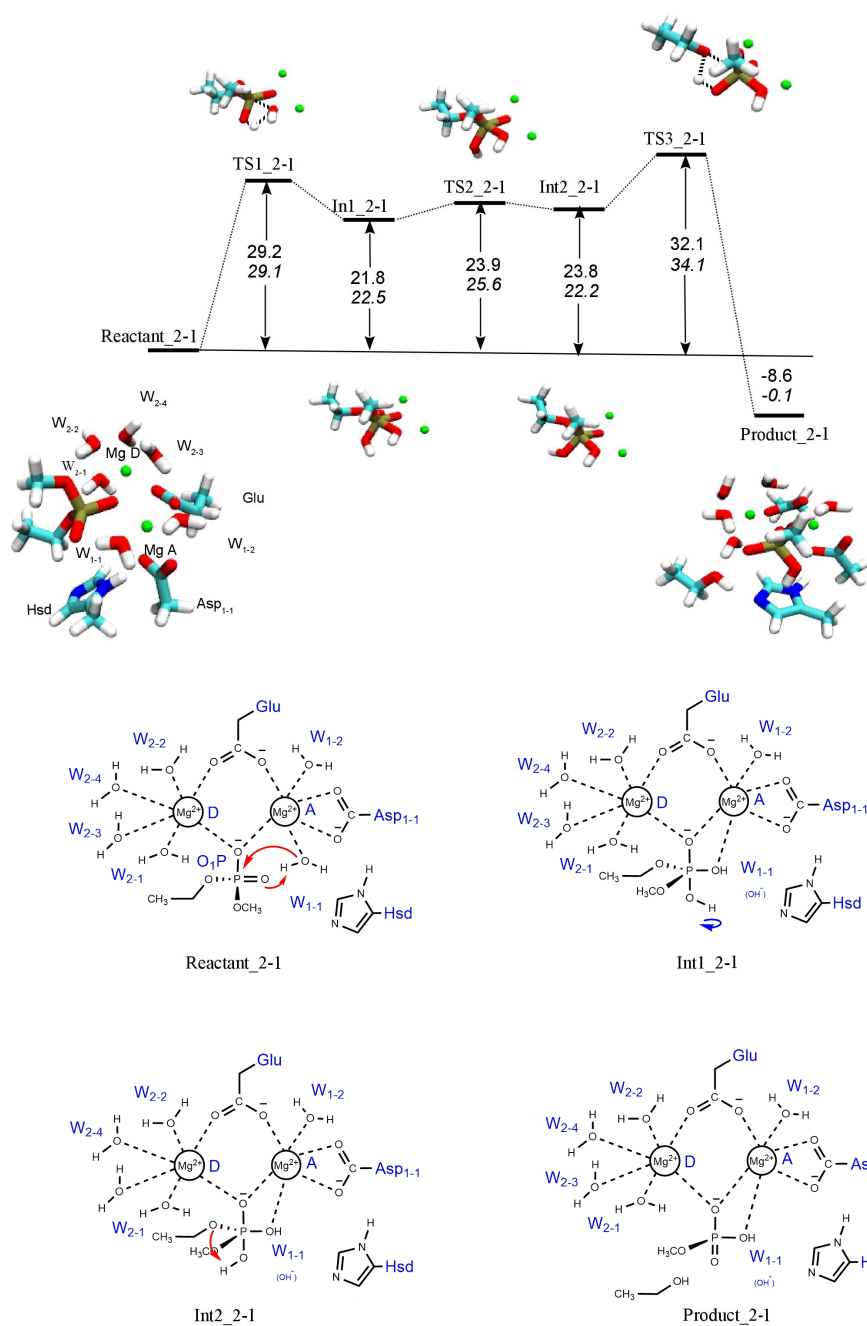 TS3_2-1
TS1_2-1
TS2_2-1
In1_2-1
Int2_2-1
29.2
29.1
21.8
22.5
23.9
25.6
23.8
22.2
32.1
34.1
Reactant_2-1
-8.6
-0.1
Product_2-1
W2-4
W2-2
Mg D
W2-3
W2-1
Glu
W1-1
Mg A
W1-2
Hsd
Asp1-1
Glu
W2-2
W1-2
W2-4
H
H
H
H
H
O
C
O
−
H
O
H
O
Mg2+
D
Mg2+
A
O
C
Asp1-1
O
−
W2-3
H
O
H
H
O
H
−
O
H
O
H
W2-1
O1P
O
P
O
CH3
OCH3
W1-1
H
N
N
Hsd
Reactant_2-1
Glu
W2-2
W1-2
W2-4
H
H
H
H
H
O
C
O
−
H
O
H
O
Mg2+
D
Mg2+
A
O
C
Asp1-1
O
−
W2-3
H
O
H
H
O
H
−
O
W2-1
O
P
OH
W1-1
(OH-)
CH3
H3CO
O
H
H
N
N
Hsd
Int1_2-1
Glu
W2-2
W1-2
W2-4
H
H
H
H
H
O
C
O
−
H
O
H
O
Mg2+
D
Mg2+
A
O
C
Asp1-1
O
−
H
O
H
H
O
H
−
O
W2-1
O
P
OH
W1-1
(OH-)
CH3
H3CO
O
H
H
N
N
Hsd
Int2_2-1
Glu
W2-2
W1-2
W2-4
H
H
H
H
H
O
C
O
−
H
O
H
O
Mg2+
D
Mg2+
A
O
C
As
O
−
W2-3
H
O
H
H
O
H
−
O
W2-1
H3CO
P
OH
W1-1
(OH-)
O
OH
CH3
H
N
N
H
Product_2-1